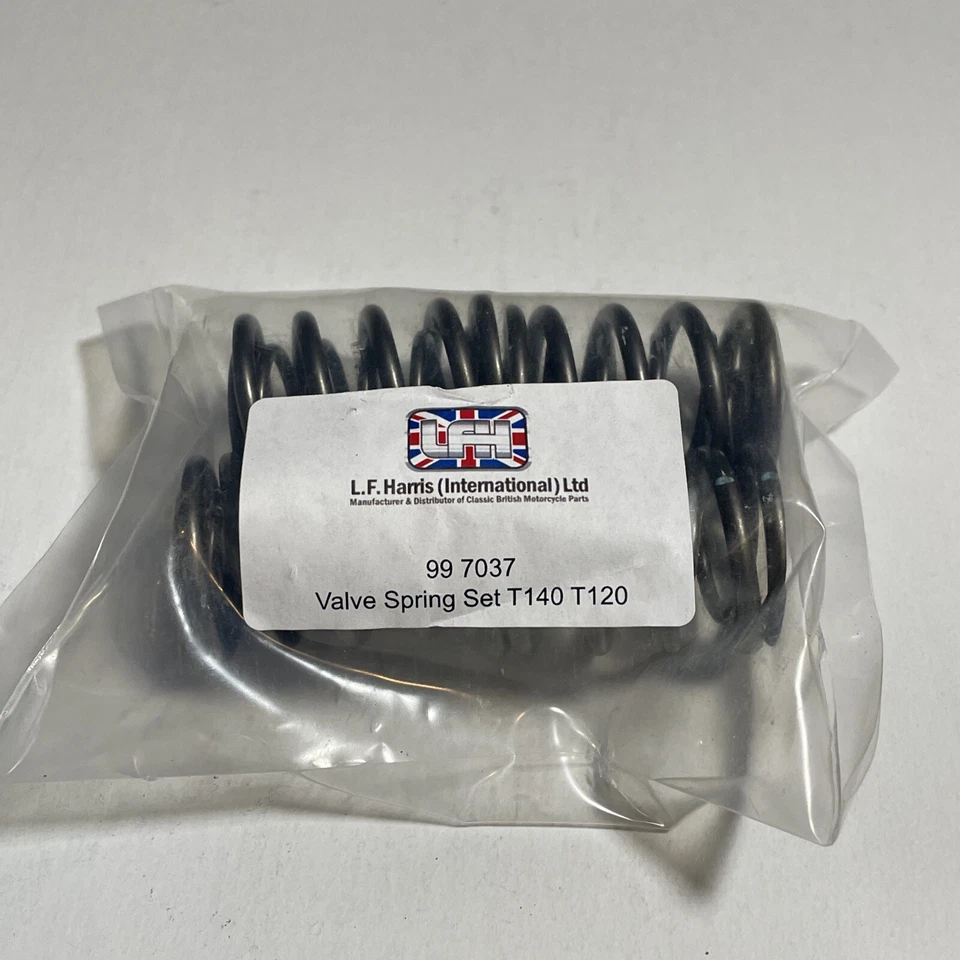 LFH
L.F. Harris (International) Ltd
Manufacturer & Distributor of Classic British Motorcycle Parts
99 7037
Valve Spring Set T140 T120